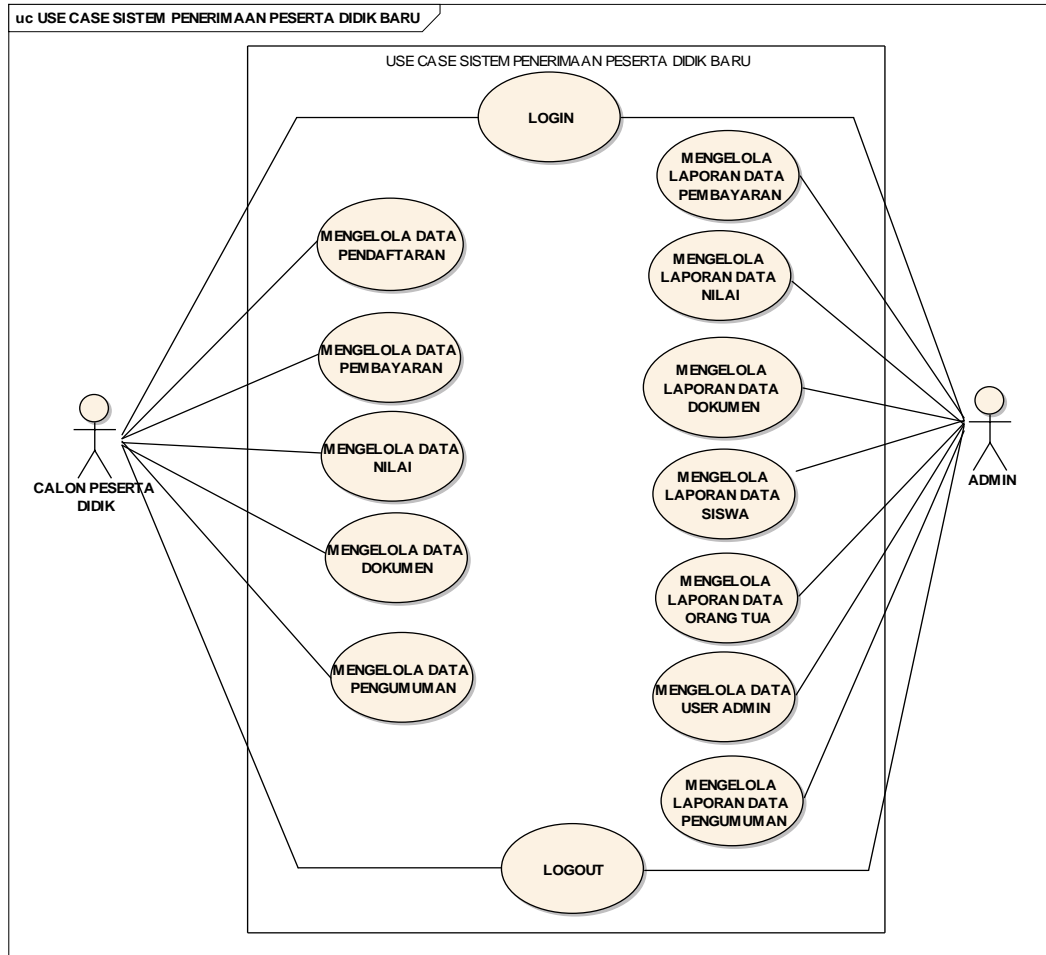 uc USE CASE SISTEM PENERIMAAN PESERTA DIDIK BARU
USE CASE SISTEM PENERIMAAN PESERTA DIDIK BARU
LOGIN
MENGELOLA DATA
PENDAFTARAN
MENGELOLA DATA
PEMBAYARAN
MENGELOLA DATA
NILAI
MENGELOLA DATA
DOKUMEN
MENGELOLA DATA
PENGUMUMAN
CALON PESERTA
DIDIK
MENGELOLA
LAPORAN DATA
PEMBAYARAN
MENGELOLA
LAPORAN DATA
NILAI
MENGELOLA
LAPORAN DATA
DOKUMEN
MENGELOLA
LAPORAN DATA
SISWA
MENGELOLA
LAPORAN DATA
ORANG TUA
MENGELOLA DATA
USER ADMIN
MENGELOLA
LAPORAN DATA
PENGUMUMAN
ADMIN
LOGOUT